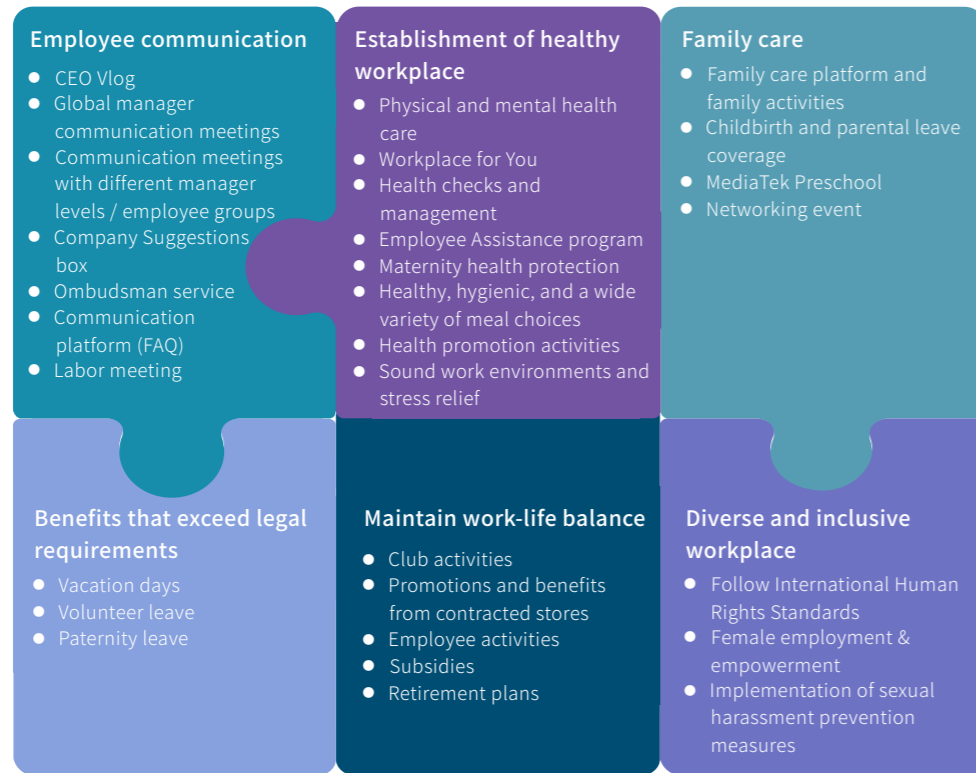 Employee communication
● CEO Vlog
● Global manager
communication meetings
● Communication meetings
with different manager
levels / employee groups
● Company Suggestions
box
● Ombudsman service
● Communication
platform (FAQ)
● Labor meeting
Establishment of healthy
workplace
● Physical and mental health
care
● Workplace for You
● Health checks and
management
● Employee Assistance program
● Maternity health protection
● Healthy, hygienic, and a wide
variety of meal choices
● Health promotion activities
● Sound work environments and
stress relief
Family care
● Family care platform and
family activities
● Childbirth and parental leave
coverage
● MediaTek Preschool
● Networking event
Benefits that exceed legal
requirements
● Vacation days
● Volunteer leave
● Paternity leave
Maintain work-life balance
● Club activities
● Promotions and benefits
from contracted stores
● Employee activities
● Subsidies
● Retirement plans
Diverse and inclusive
workplace
● Follow International Human
Rights Standards
● Female employment &
empowerment
● Implementation of sexual
harassment prevention
measures